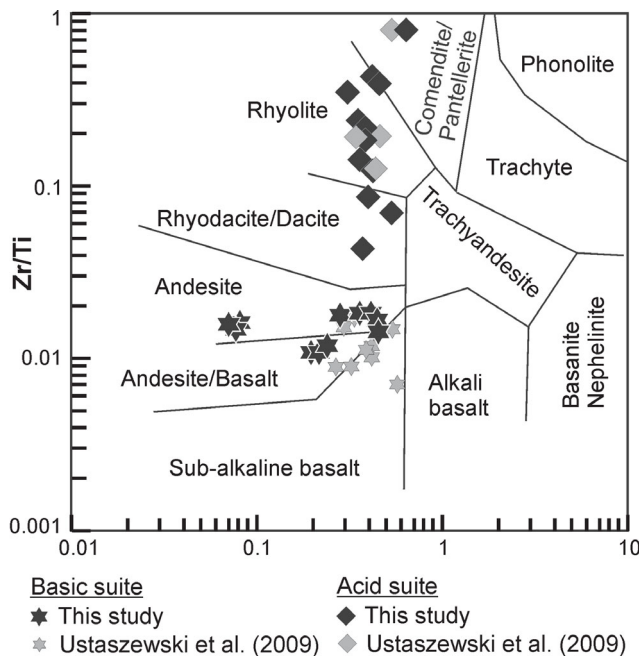 Zr/Ti
0.1
0.01
0.001
0.01
0.1
1
10
Comendite/
Pantellerite
Phonolite
Rhyolite
Trachyte
Rhyodacite/Dacite
Trachyandesite
Andesite
Andesite/Basalt
Alkali
basalt
Basanite
Nephelinite
Sub-alkaline basalt
Basic suite
This study
Ustaszewski et al. (2009)
Acid suite
This study
Ustaszewski et al. (2009)